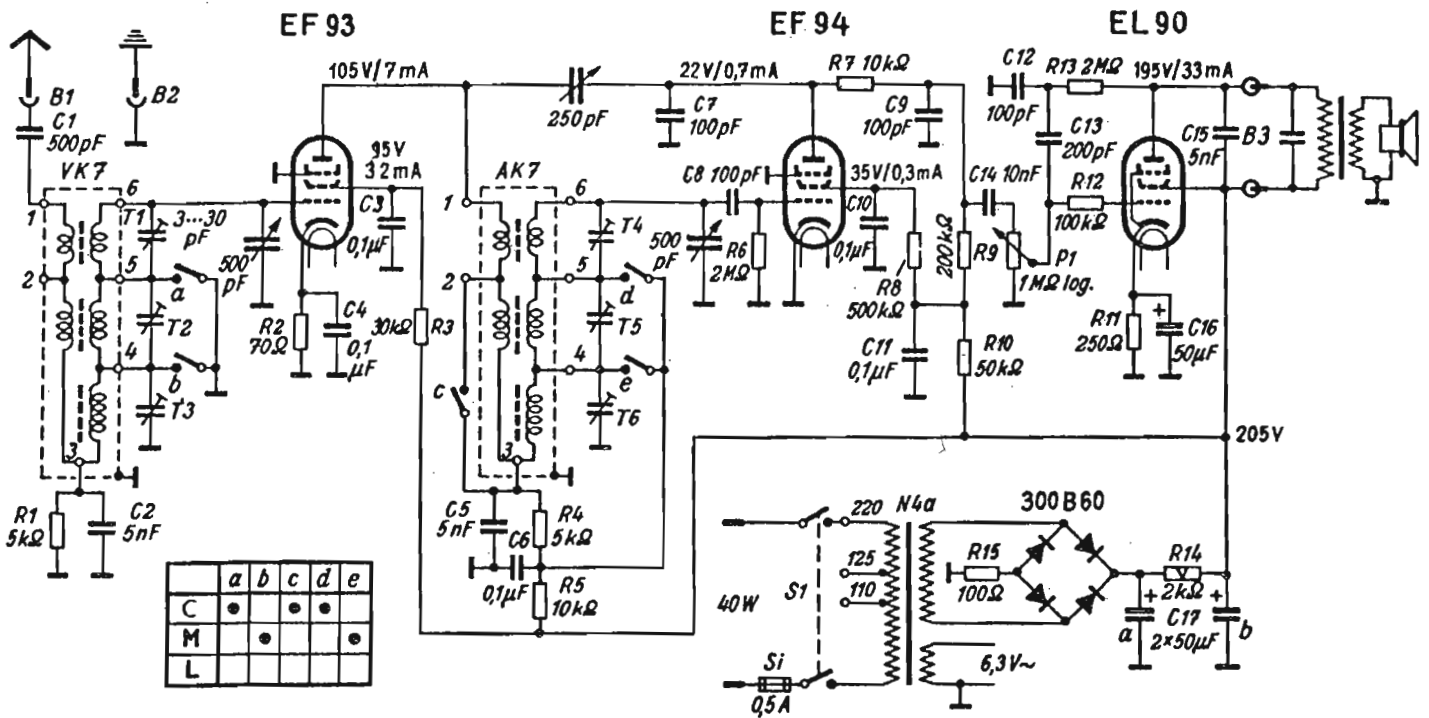 EF 93
EF 94
EL 90
B1
B2
C1
500pF
VK7
1
2
3
4
5
6
T1
3...30
pF
500
pF
a
T2
b
T3
R1
5kΩ
C2
5nF
105V/7mA
95V
3,2mA
C3
0,1µF
R2
70Ω
C4
0,1
µF
30kΩ
R3
250pF
AK7
1
2
3
4
5
6
c
T4
d
T5
e
T6
C5
5nF
C6
0,1µF
R4
5kΩ
R5
10kΩ
22V/0,7mA
C7
100pF
R7 10kΩ
C9
100pF
C8 100pF
500
pF
R6
2MΩ
35V/0,3mA
C10
0,1µF
R8
500kΩ
200kΩ
R9
C11
0,1µF
R10
50kΩ
C14 10nF
P1
1MΩ log.
C12
100pF
R13 2MΩ
C13
200pF
R12
100kΩ
195V/33mA
C15
5nF
B3
R11
250Ω
+
C16
50µF
205V
a b c d e
C
M
L
40W
S1
Si
0,5A
220
125
110
N4a
300B60
R15
100Ω
R14
2kΩ
+
+
C17
2×50µF
a
b
6,3V~